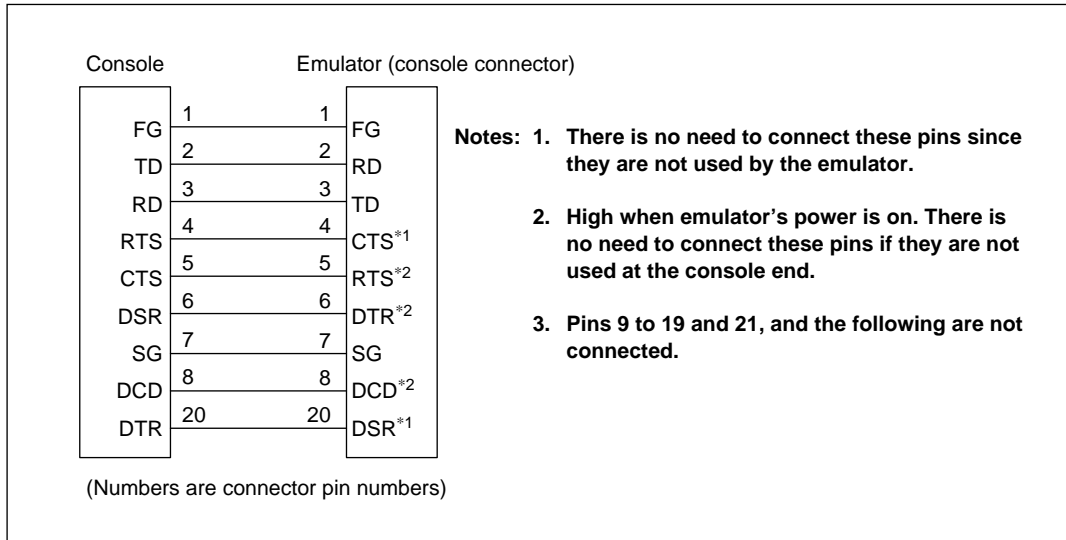 Console Emulator (console connector)
FG 1 1 FG
TD 2 2 RD
RD 3 3 TD
RTS 4 4 CTS*1
CTS 5 5 RTS*2
DSR 6 6 DTR*2
SG 7 7 SG
DCD 8 8 DCD*2
DTR 20 20 DSR*1
(Numbers are connector pin numbers)
Notes: 1. There is no need to connect these pins since
they are not used by the emulator.
2. High when emulator’s power is on. There is
no need to connect these pins if they are not
used at the console end.
3. Pins 9 to 19 and 21, and the following are not
connected.